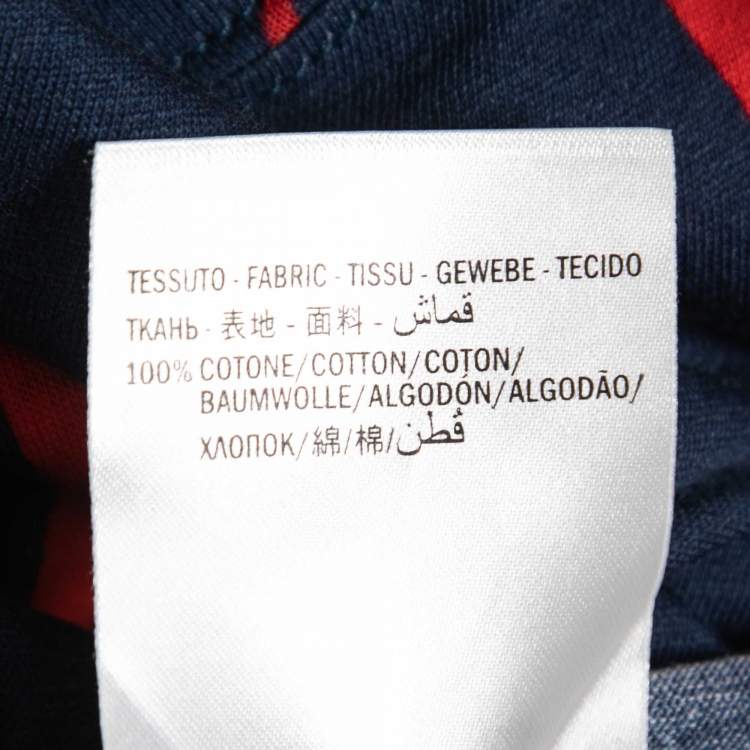 TESSUTO - FABRIC - TISSU - GEWEBE - TECIDO
ТКАНЬ - 表地 - 面料 - قماش
100% COTONE/COTTON/COTON/
BAUMWOLLE/ALGODÓN/ALGODÃO/
ХЛОПОК/綿/棉/قُطن